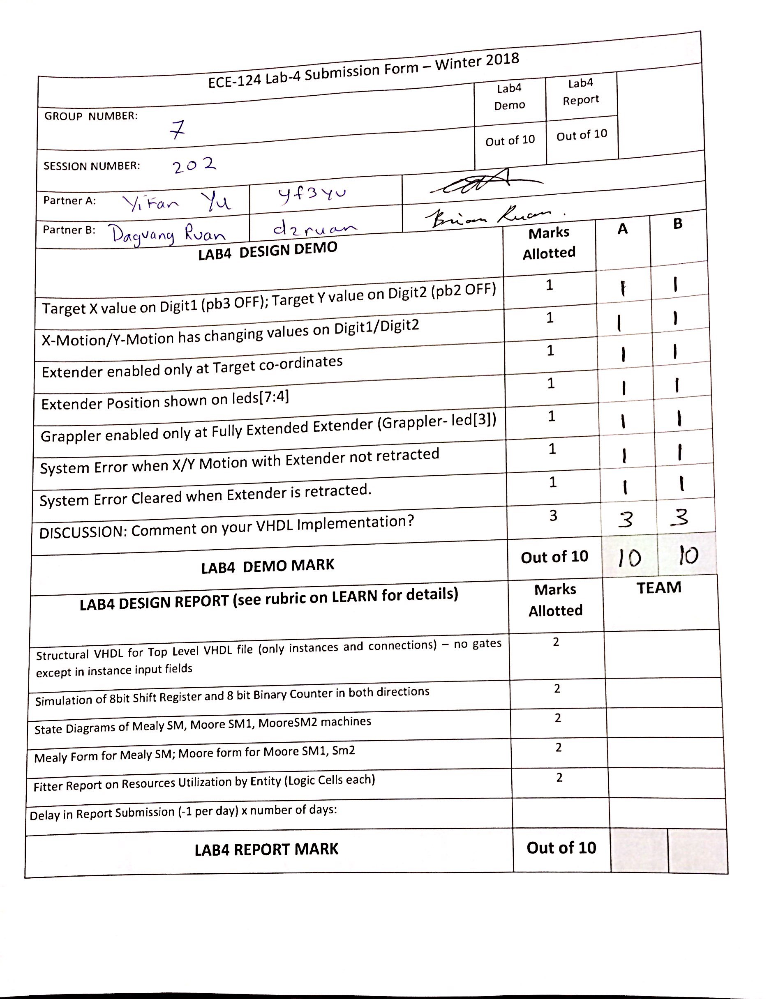 ECE-124 Lab-4 Submission Form – Winter 2018
GROUP NUMBER: 7
Lab4 Demo
Lab4 Report
Out of 10
Out of 10
SESSION NUMBER: 202
Partner A: Yifan Yu yf3yu
Partner B: Daguang Ruan d2ruan Brian Ruan.
LAB4 DESIGN DEMO
Marks Allotted
A
B
Target X value on Digit1 (pb3 OFF); Target Y value on Digit2 (pb2 OFF) 1 1 1
X-Motion/Y-Motion has changing values on Digit1/Digit2 1 1 1
Extender enabled only at Target co-ordinates 1 1 1
Extender Position shown on leds[7:4] 1 1 1
Grappler enabled only at Fully Extended Extender (Grappler- led[3]) 1 1 1
System Error when X/Y Motion with Extender not retracted 1 1 1
System Error Cleared when Extender is retracted. 1 1 1
DISCUSSION: Comment on your VHDL Implementation? 3 3 3
LAB4 DEMO MARK Out of 10 10 10
LAB4 DESIGN REPORT (see rubric on LEARN for details)
Marks Allotted
TEAM
Structural VHDL for Top Level VHDL file (only instances and connections) – no gates 2
except in instance input fields
Simulation of 8bit Shift Register and 8 bit Binary Counter in both directions 2
State Diagrams of Mealy SM, Moore SM1, MooreSM2 machines 2
Mealy Form for Mealy SM; Moore form for Moore SM1, Sm2 2
Fitter Report on Resources Utilization by Entity (Logic Cells each) 2
Delay in Report Submission (-1 per day) x number of days:
LAB4 REPORT MARK Out of 10